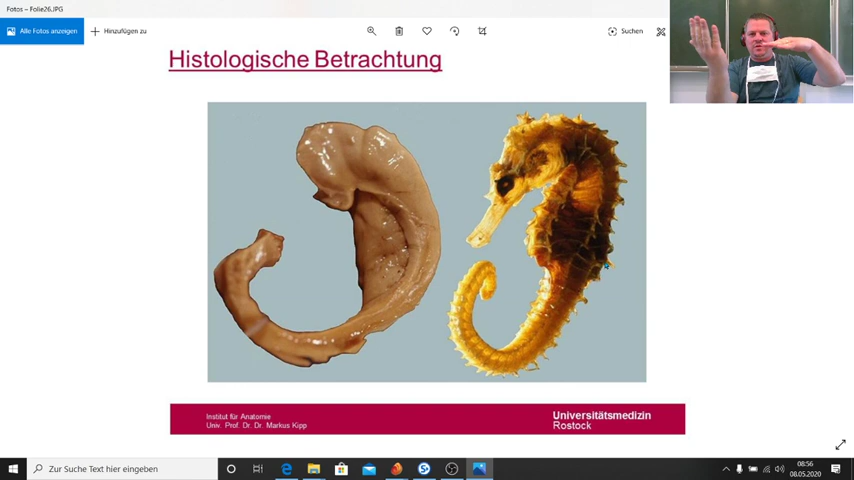 Fotos – Folie26.JPG
Alle Fotos anzeigen
Hinzufügen zu
Suchen
Histologische Betrachtung
Institut für Anatomie
Univ. Prof. Dr. Dr. Markus Kipp
Universitätsmedizin
Rostock
Zur Suche Text hier eingeben
08:56
08.05.2020